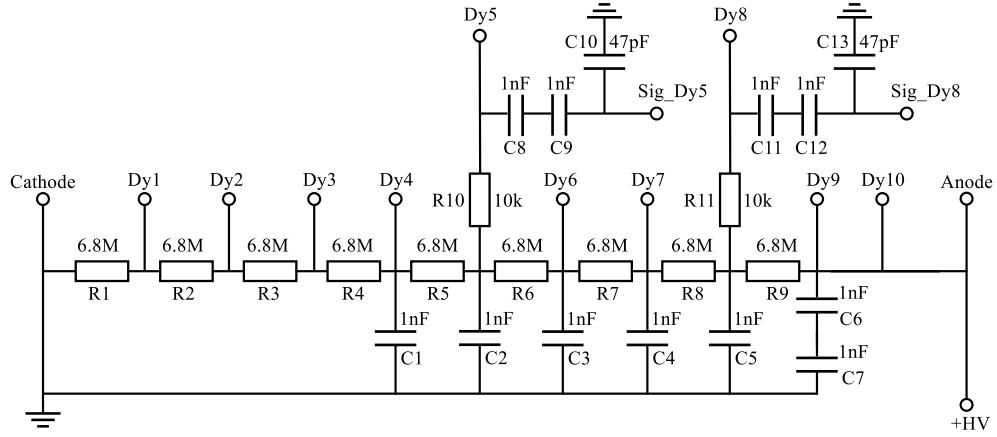 Dy5 Dy8
C10 47pF C13 47pF
1nF 1nF Sig_Dy5 1nF 1nF Sig_Dy8
C8 C9 C11 C12
Cathode Dy1 Dy2 Dy3 Dy4 Dy6 Dy7 Dy9 Dy10 Anode
R10 10k R11 10k
6.8M 6.8M 6.8M 6.8M 6.8M 6.8M 6.8M 6.8M 6.8M
R1 R2 R3 R4 R5 R6 R7 R8 R9
1nF
C6
1nF 1nF 1nF 1nF 1nF
C1 C2 C3 C4 C5
1nF
C7
+HV